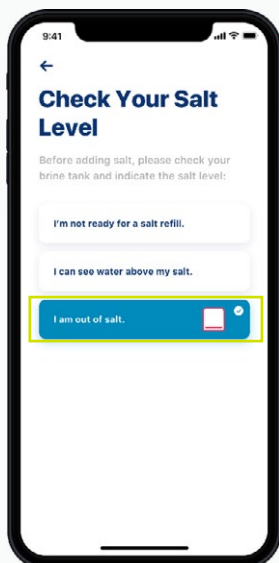 9:41
Check Your Salt
Level
Before adding salt, please check your
brine tank and indicate the salt level:
I'm not ready for a salt refill.
I can see water above my salt.
I am out of salt.